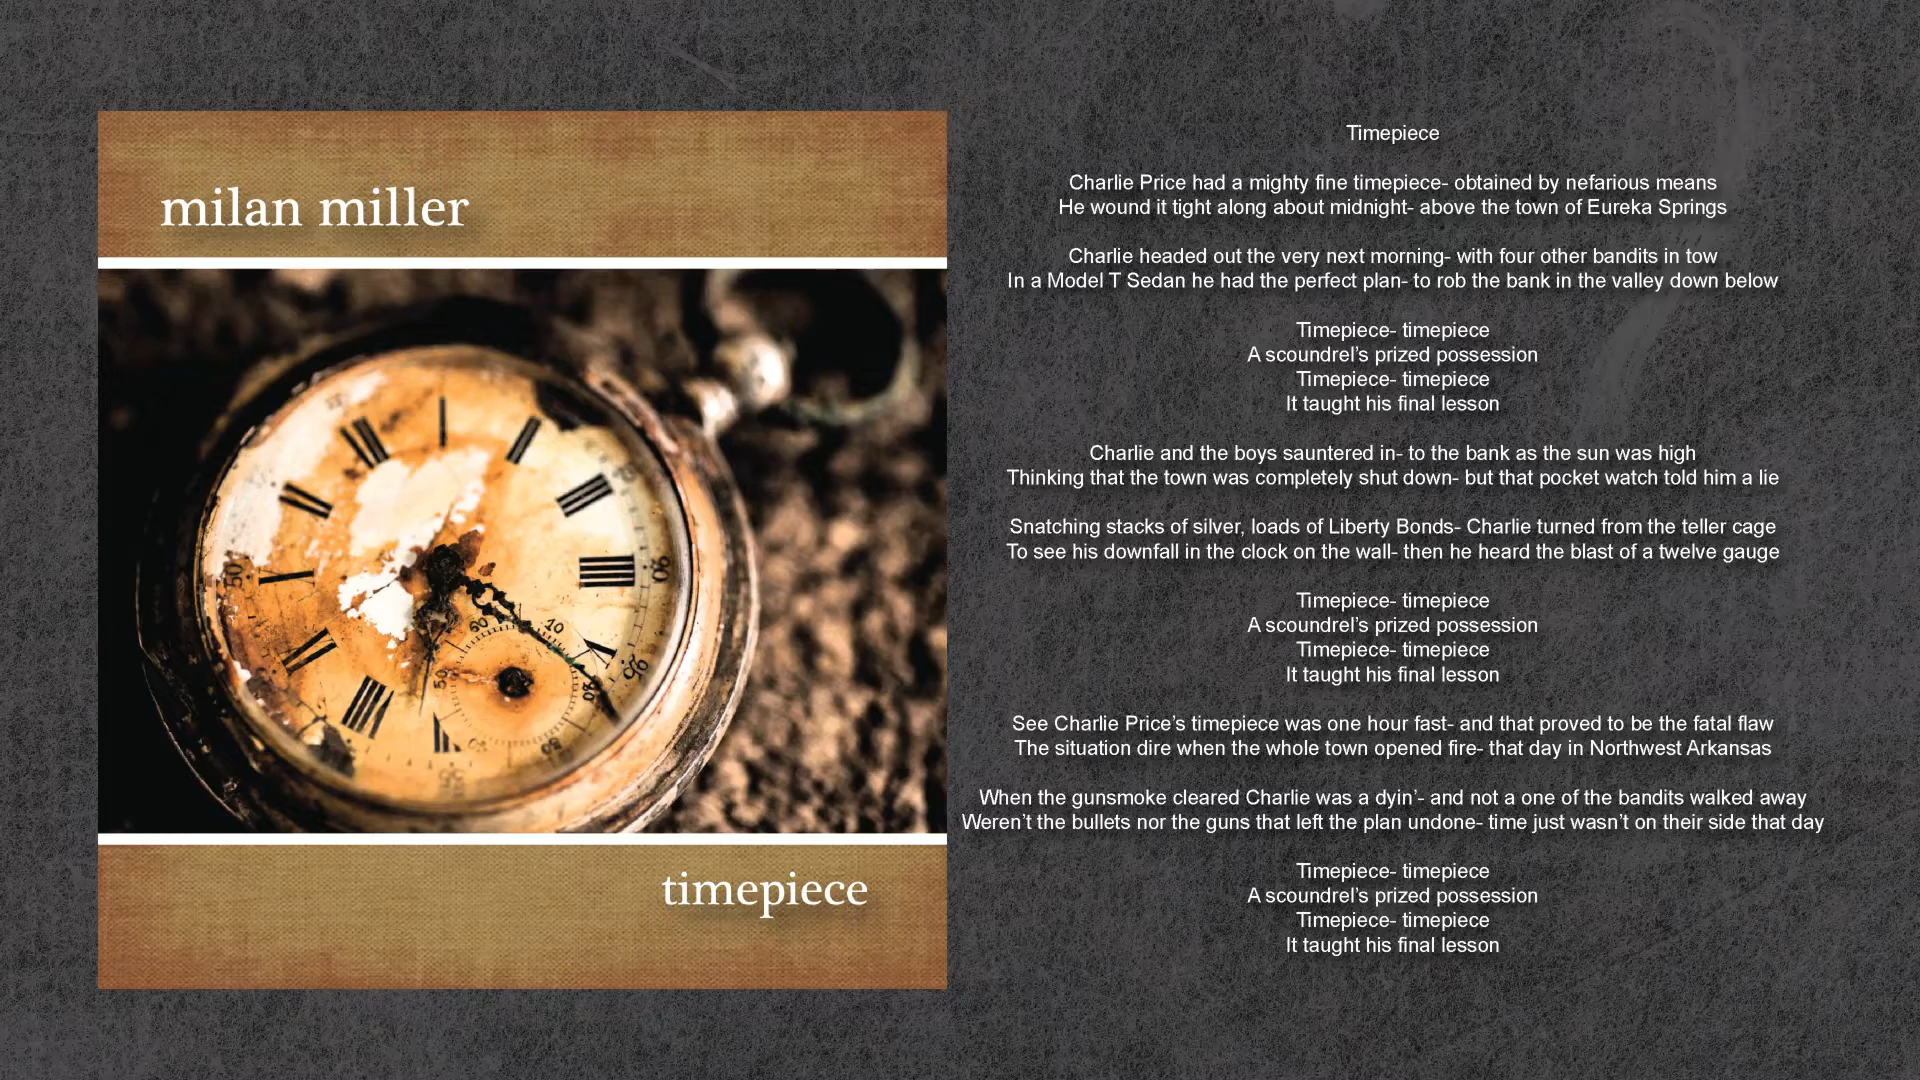 milan miller
50
60
10
50
20
timepiece
Timepiece
Charlie Price had a mighty fine timepiece- obtained by nefarious means
He wound it tight along about midnight- above the town of Eureka Springs
Charlie headed out the very next morning- with four other bandits in tow
In a Model T Sedan he had the perfect plan- to rob the bank in the valley down below
Timepiece- timepiece
A scoundrel’s prized possession
Timepiece- timepiece
It taught his final lesson
Charlie and the boys sauntered in- to the bank as the sun was high
Thinking that the town was completely shut down- but that pocket watch told him a lie
Snatching stacks of silver, loads of Liberty Bonds- Charlie turned from the teller cage
To see his downfall in the clock on the wall- then he heard the blast of a twelve gauge
Timepiece- timepiece
A scoundrel’s prized possession
Timepiece- timepiece
It taught his final lesson
See Charlie Price’s timepiece was one hour fast- and that proved to be the fatal flaw
The situation dire when the whole town opened fire- that day in Northwest Arkansas
When the gunsmoke cleared Charlie was a dyin’- and not a one of the bandits walked away
Weren’t the bullets nor the guns that left the plan undone- time just wasn’t on their side that day
Timepiece- timepiece
A scoundrel’s prized possession
Timepiece- timepiece
It taught his final lesson